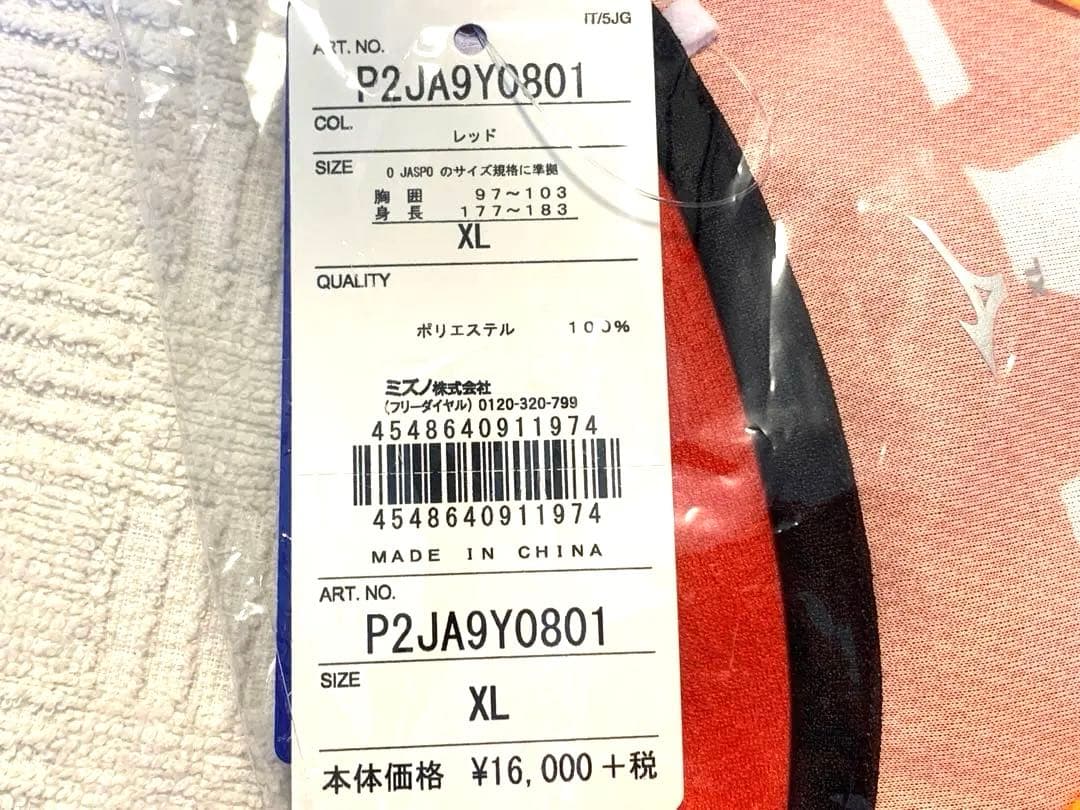 IT/5JG
ART. NO.
P2JA9Y0801
COL.
レッド
SIZE
O JASPO のサイズ規格に準拠
胸 囲 97～103
身 長 177～183
XL
QUALITY
ポリエステル 100%
ミズノ株式会社
(フリーダイヤル) 0120-320-799
4548640911974
4548640911974
MADE IN CHINA
ART. NO.
P2JA9Y0801
SIZE
XL
本体価格 ¥16,000+税